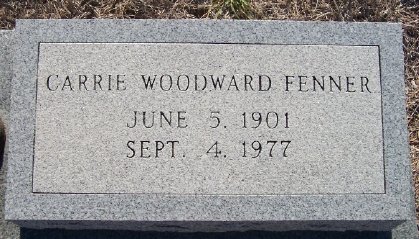 CARRIE WOODWARD FENNER
JUNE 5, 1901
SEPT. 4, 1977